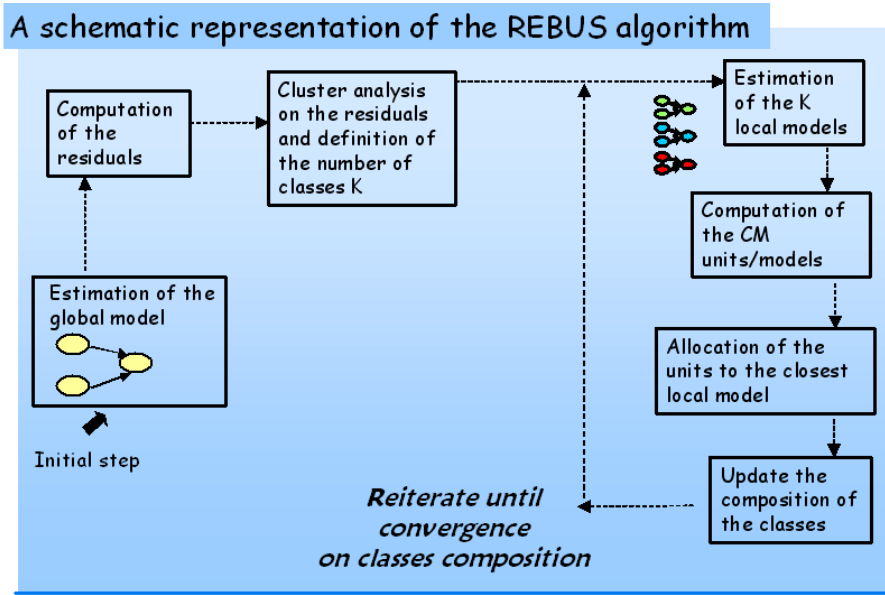 A schematic representation of the REBUS algorithm
Computation
of the
residuals
Cluster analysis
on the residuals
and definition of
the number of
classes K
Estimation
of the K
local models
Computation of
the CM
units/models
Estimation of the
global model
Allocation of the
units to the closest
local model
Initial step
Update the
composition of
the classes
Reiterate until
convergence
on classes composition